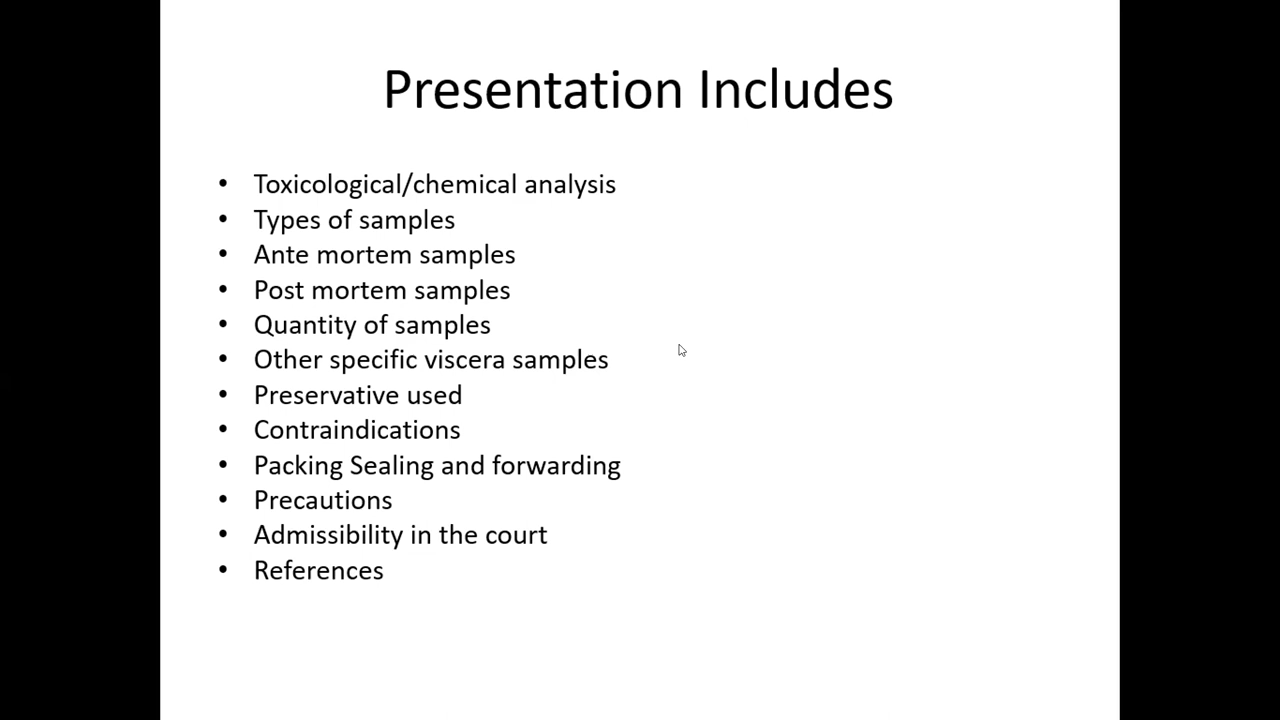 Presentation Includes
• Toxicological/chemical analysis
• Types of samples
• Ante mortem samples
• Post mortem samples
• Quantity of samples
• Other specific viscera samples
• Preservative used
• Contraindications
• Packing Sealing and forwarding
• Precautions
• Admissibility in the court
• References